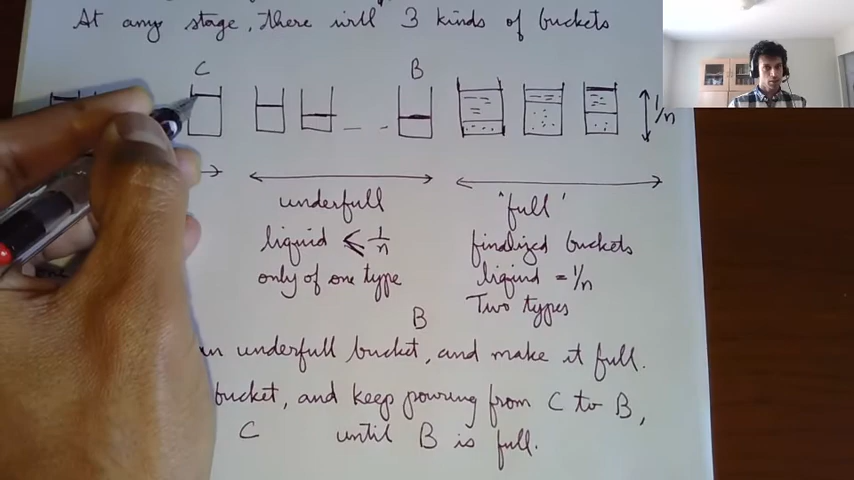 At any stage, there will 3 kinds of buckets
C
B
1/n
underfull
"full"
liquid < 1/n
finalized buckets
only of one type
liquid = 1/n
Two types
one
B
an underfull bucket, and make it full.
bucket, and keep pouring from C to B,
C
until B is full.